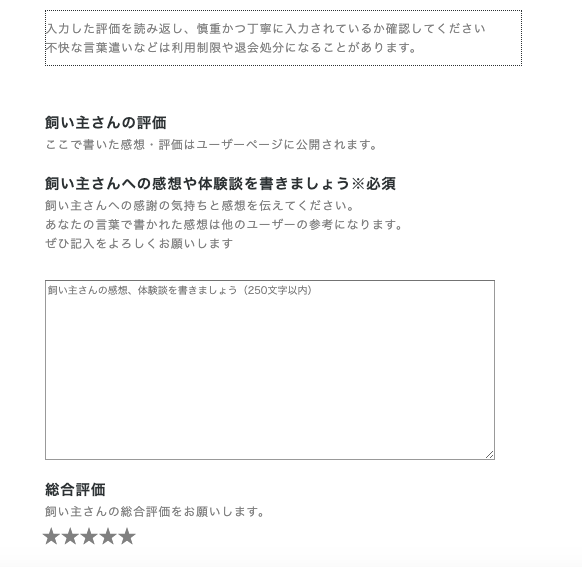 入力した評価を読み返し、慎重かつ丁寧に入力されているか確認してください
不快な言葉遣いなどは利用制限や退会処分になることがあります。
飼い主さんの評価
ここで書いた感想・評価はユーザーページに公開されます。
飼い主さんへの感想や体験談を書きましょう※必須
飼い主さんへの感謝の気持ちと感想を伝えてください。
あなたの言葉で書かれた感想は他のユーザーの参考になります。
ぜひ記入をよろしくお願いします
飼い主さんの感想、体験談を書きましょう（250文字以内）
総合評価
飼い主さんの総合評価をお願いします。
★★★★★